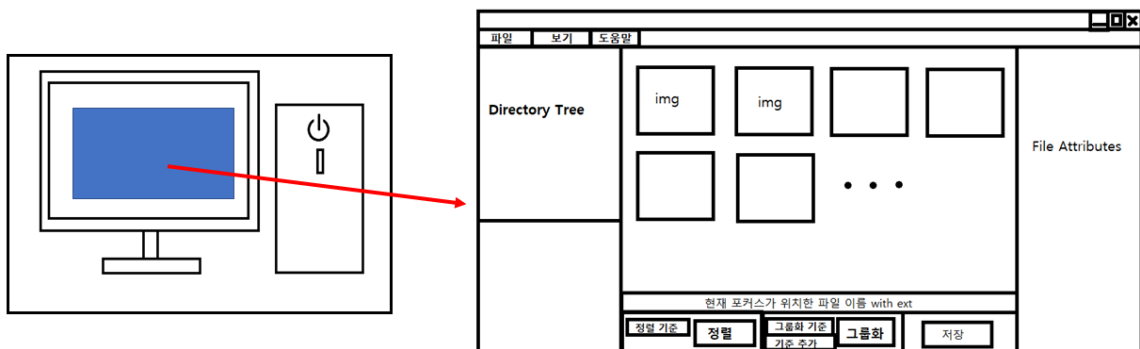 파일 보기 도움말
Directory Tree
img img
File Attributes
현재 포커스가 위치한 파일 이름 with ext
정렬 기준 정렬 그룹화 기준 그룹화 저장
기준 추가